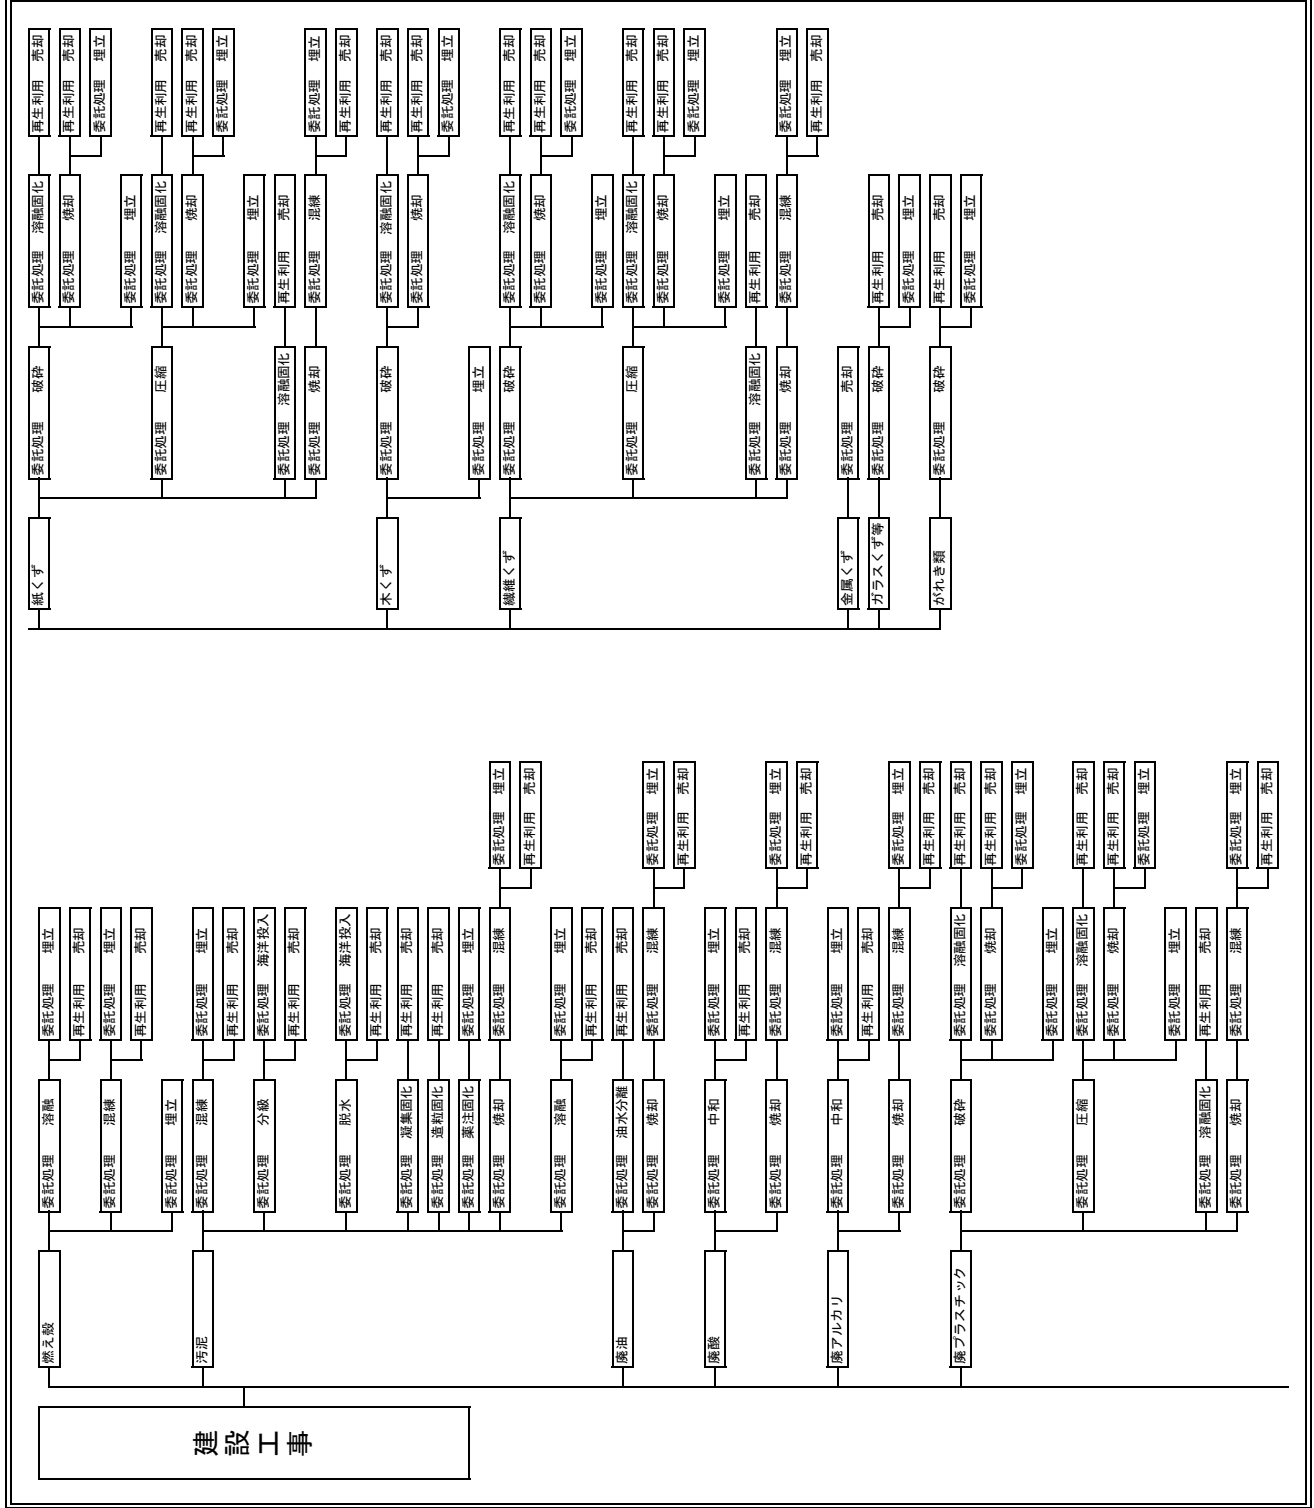 建設工事
燃え殻 委託処理 溶融 委託処理 埋立
再生利用 売却
委託処理 混練 委託処理 埋立
再生利用 売却
委託処理 埋立
汚泥 委託処理 混練 委託処理 埋立
再生利用 売却
委託処理 分級 委託処理 海洋投入
再生利用 売却
委託処理 脱水 委託処理 海洋投入
再生利用 売却
委託処理 凝集固化 再生利用 売却
委託処理 造粒固化 再生利用 売却
委託処理 薬注固化 委託処理 埋立
委託処理 焼却 委託処理 混練 委託処理 埋立
再生利用 売却
委託処理 溶融 委託処理 埋立
再生利用 売却
廃油 委託処理 油水分離 再生利用 売却
委託処理 焼却 委託処理 混練 委託処理 埋立
再生利用 売却
廃酸 委託処理 中和 委託処理 埋立
再生利用 売却
委託処理 焼却 委託処理 混練 委託処理 埋立
再生利用 売却
廃アルカリ 委託処理 中和 委託処理 埋立
再生利用 売却
委託処理 焼却 委託処理 混練 委託処理 埋立
再生利用 売却
廃プラスチック 委託処理 破砕 委託処理 溶融固化 再生利用 売却
委託処理 焼却 再生利用 売却
委託処理 埋立
委託処理 埋立
委託処理 圧縮 委託処理 溶融固化 再生利用 売却
委託処理 焼却 再生利用 売却
委託処理 埋立
委託処理 埋立
委託処理 溶融固化 再生利用 売却
委託処理 焼却 委託処理 混練 委託処理 埋立
再生利用 売却
紙くず 委託処理 破砕 委託処理 溶融固化 再生利用 売却
委託処理 焼却 再生利用 売却
委託処理 埋立
委託処理 埋立
委託処理 圧縮 委託処理 溶融固化 再生利用 売却
委託処理 焼却 再生利用 売却
委託処理 埋立
委託処理 埋立
委託処理 溶融固化 再生利用 売却
委託処理 焼却 委託処理 混練 委託処理 埋立
再生利用 売却
木くず 委託処理 破砕 委託処理 溶融固化 再生利用 売却
委託処理 焼却 再生利用 売却
委託処理 埋立
委託処理 埋立
繊維くず 委託処理 破砕 委託処理 溶融固化 再生利用 売却
委託処理 焼却 再生利用 売却
委託処理 埋立
委託処理 埋立
委託処理 圧縮 委託処理 溶融固化 再生利用 売却
委託処理 焼却 再生利用 売却
委託処理 埋立
委託処理 埋立
委託処理 溶融固化 再生利用 売却
委託処理 焼却 委託処理 混練 委託処理 埋立
再生利用 売却
金属くず 委託処理 売却
ガラスくず等 委託処理 破砕 再生利用 売却
委託処理 埋立
がれき類 委託処理 破砕 再生利用 売却
委託処理 埋立